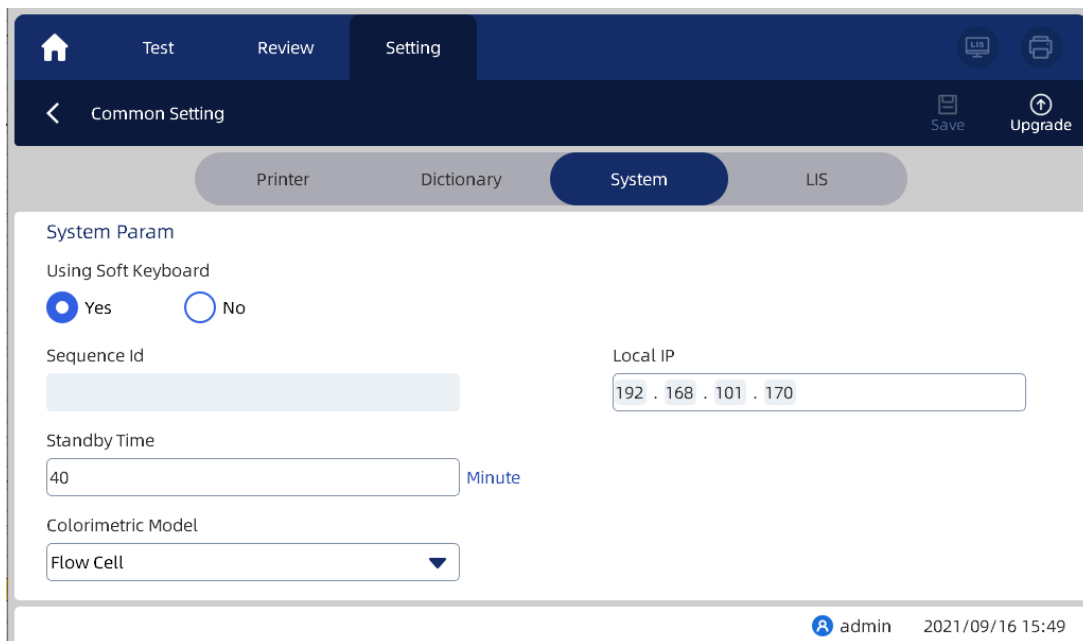 Test Review Setting LIS
Common Setting Save Upgrade
Printer Dictionary System LIS
System Param
Using Soft Keyboard
Yes No
Sequence Id Local IP
192 . 168 . 101 . 170
Standby Time
40 Minute
Colorimetric Model
Flow Cell
admin 2021/09/16 15:49